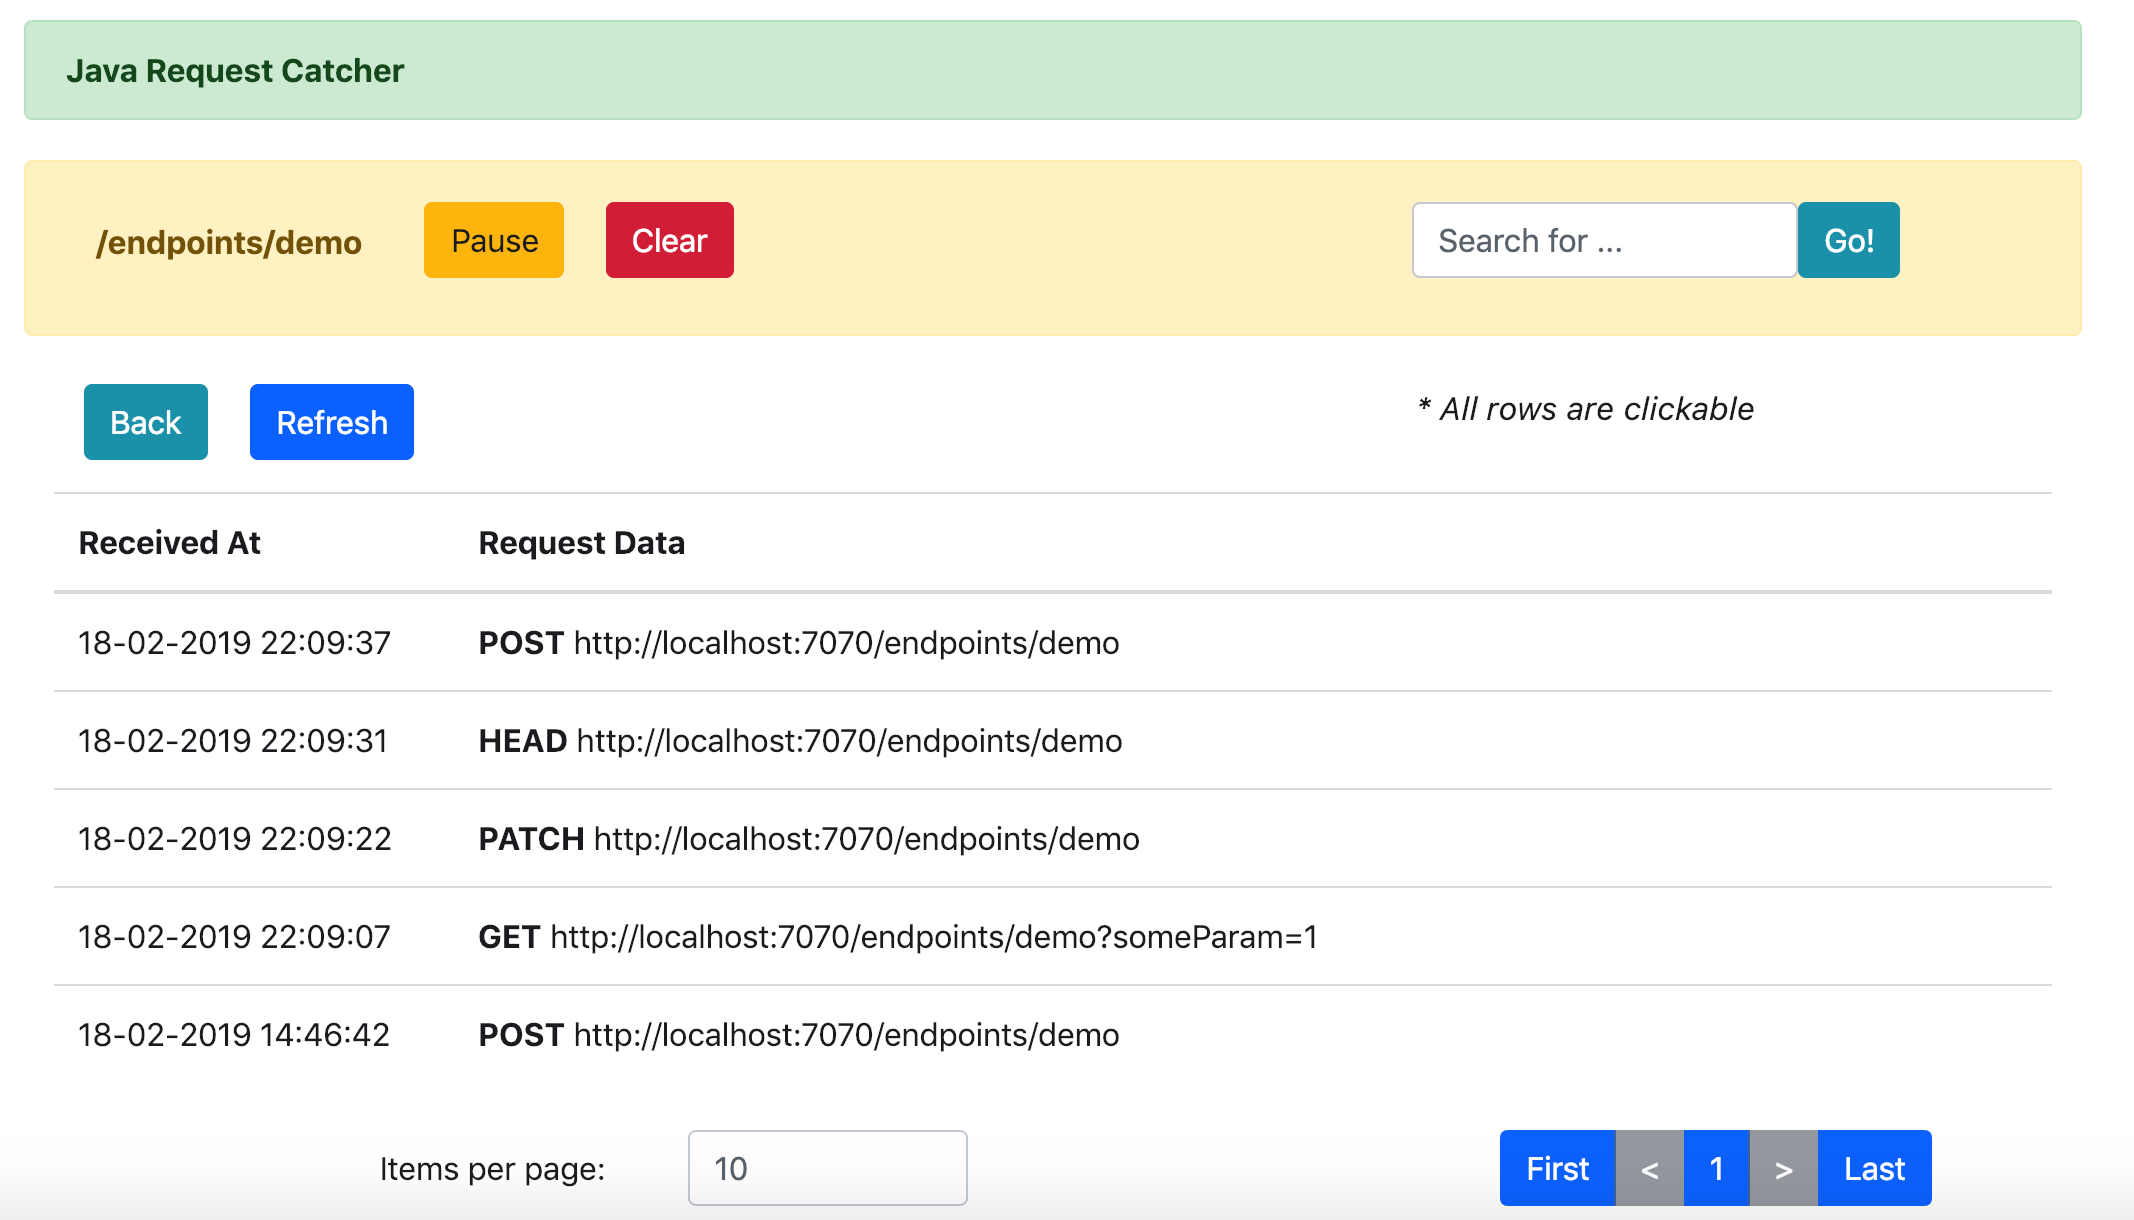 Java Request Catcher
/endpoints/demo Pause Clear Search for ... Go!
Back Refresh * All rows are clickable
Received At Request Data
18-02-2019 22:09:37 POST http://localhost:7070/endpoints/demo
18-02-2019 22:09:31 HEAD http://localhost:7070/endpoints/demo
18-02-2019 22:09:22 PATCH http://localhost:7070/endpoints/demo
18-02-2019 22:09:07 GET http://localhost:7070/endpoints/demo?someParam=1
18-02-2019 14:46:42 POST http://localhost:7070/endpoints/demo
Items per page: 10 First < 1 > Last